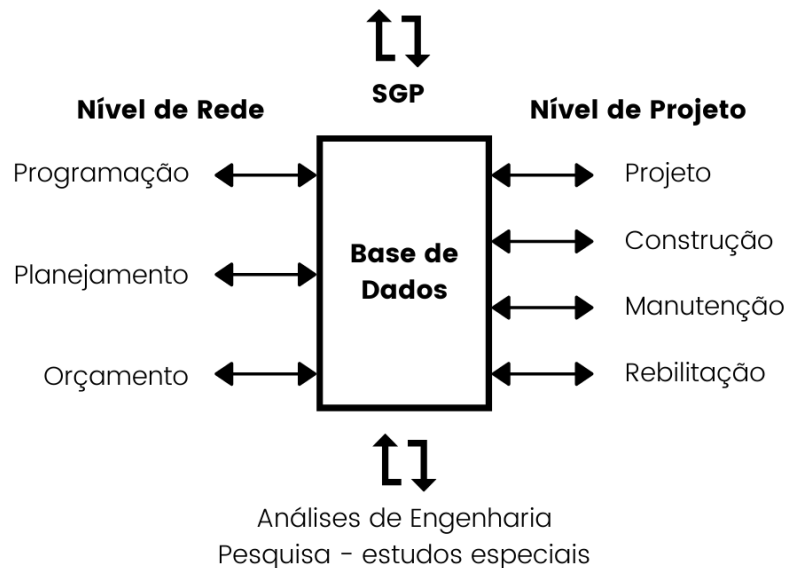 SGP
Nível de Rede
Nível de Projeto
Programação
Planejamento
Orçamento
Base de
Dados
Projeto
Construção
Manutenção
Rebilitação
Análises de Engenharia
Pesquisa - estudos especiais